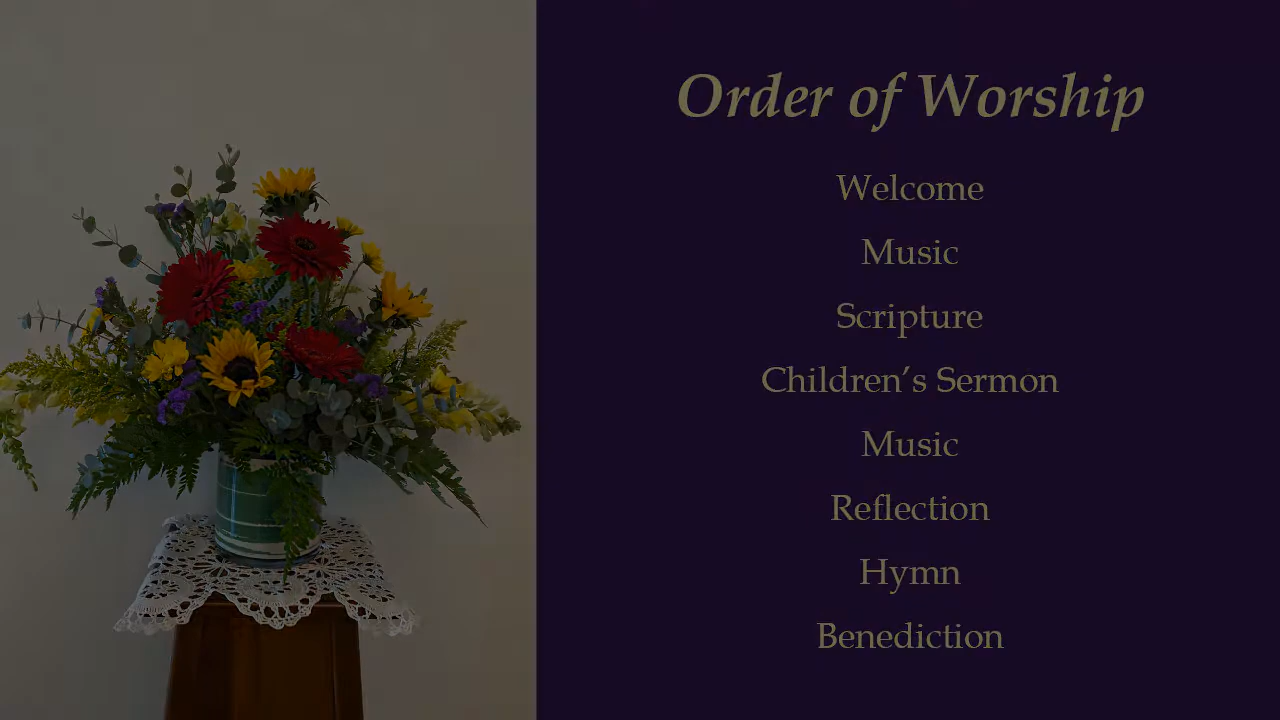 Order of Worship
Welcome
Music
Scripture
Children’s Sermon
Music
Reflection
Hymn
Benediction